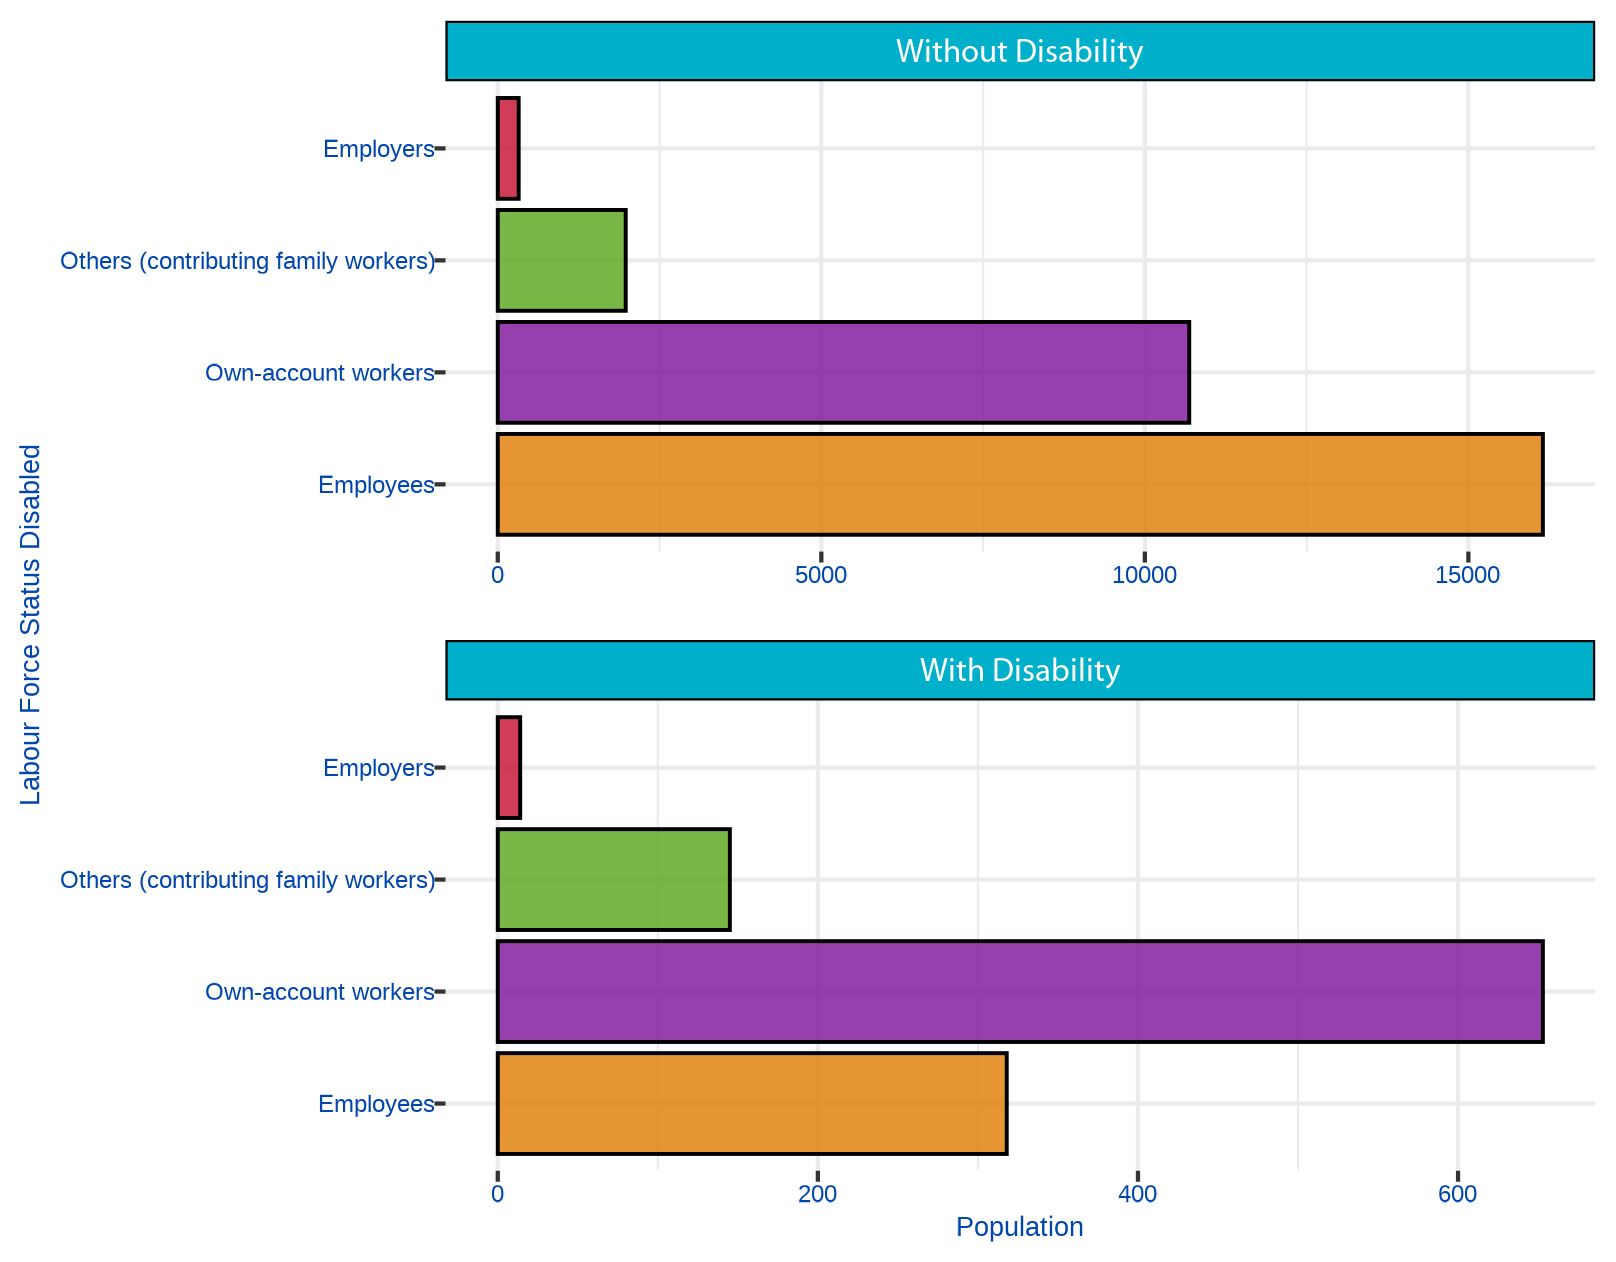 Without Disability
Employers
Others (contributing family workers)
Own-account workers
Employees
0 5000 10000 15000
Labour Force Status Disabled
With Disability
Employers
Others (contributing family workers)
Own-account workers
Employees
0 200 400 600
Population